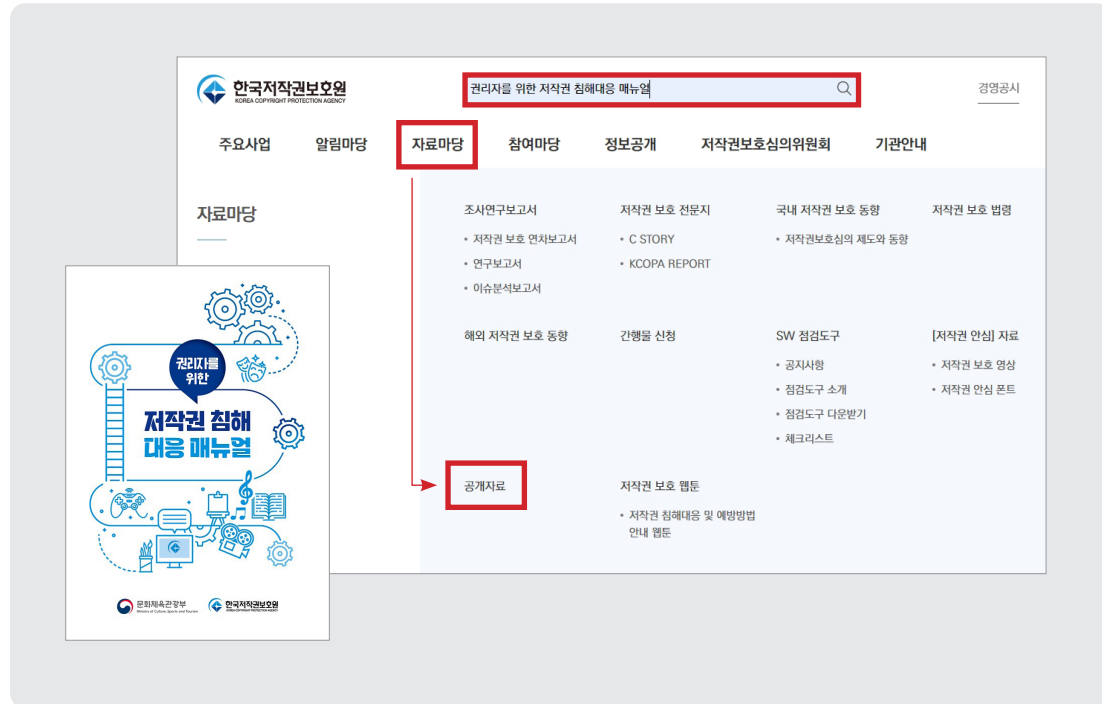 한국저작권보호원
KOREA COPYRIGHT PROTECTION AGENCY
권리자를 위한 저작권 침해대응 매뉴얼
경영공시
주요사업 알림마당 자료마당 참여마당 정보공개 저작권보호심의위원회 기관안내
자료마당
조사연구보고서
• 저작권 보호 연차보고서
• 연구보고서
• 이슈분석보고서
저작권 보호 전문지
• C STORY
• KCOPA REPORT
국내 저작권 보호 동향
• 저작권보호심의 제도와 동향
저작권 보호 법령
해외 저작권 보호 동향
간행물 신청
SW 점검도구
• 공지사항
• 점검도구 소개
• 점검도구 다운받기
• 체크리스트
[저작권 안심] 자료
• 저작권 보호 영상
• 저작권 안심 폰트
공개자료
저작권 보호 웹툰
• 저작권 침해대응 및 예방방법
안내 웹툰
권리자를
위한
저작권 침해
대응 매뉴얼
문화체육관광부
Ministry of Culture, Sports and Tourism
한국저작권보호원
KOREA COPYRIGHT PROTECTION AGENCY